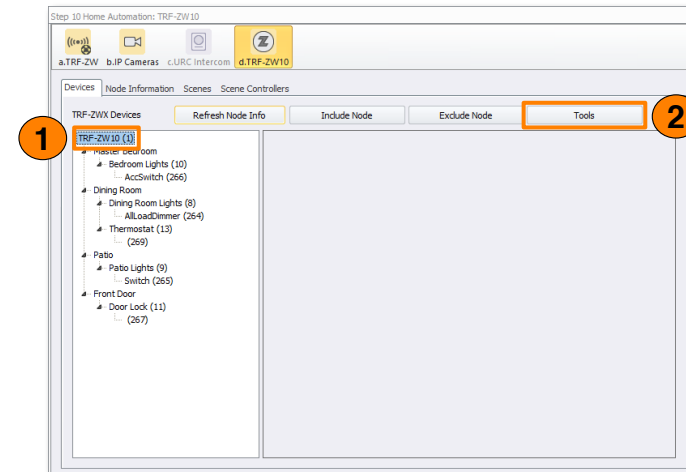 Step 10 Home Automation: TRF-ZW10
a.TRF-ZW b.IP Cameras c.URC Intercom d.TRF-ZW10
Devices Node Information Scenes Scene Controllers
TRF-ZWX Devices Refresh Node Info Include Node Exclude Node Tools
1
2
TRF-ZW10 (1)
Master Bedroom
Bedroom Lights (10)
AccSwitch (266)
Dining Room
Dining Room Lights (8)
AllLoadDimmer (264)
Thermostat (13)
(269)
Patio
Patio Lights (9)
Switch (265)
Front Door
Door Lock (11)
(267)